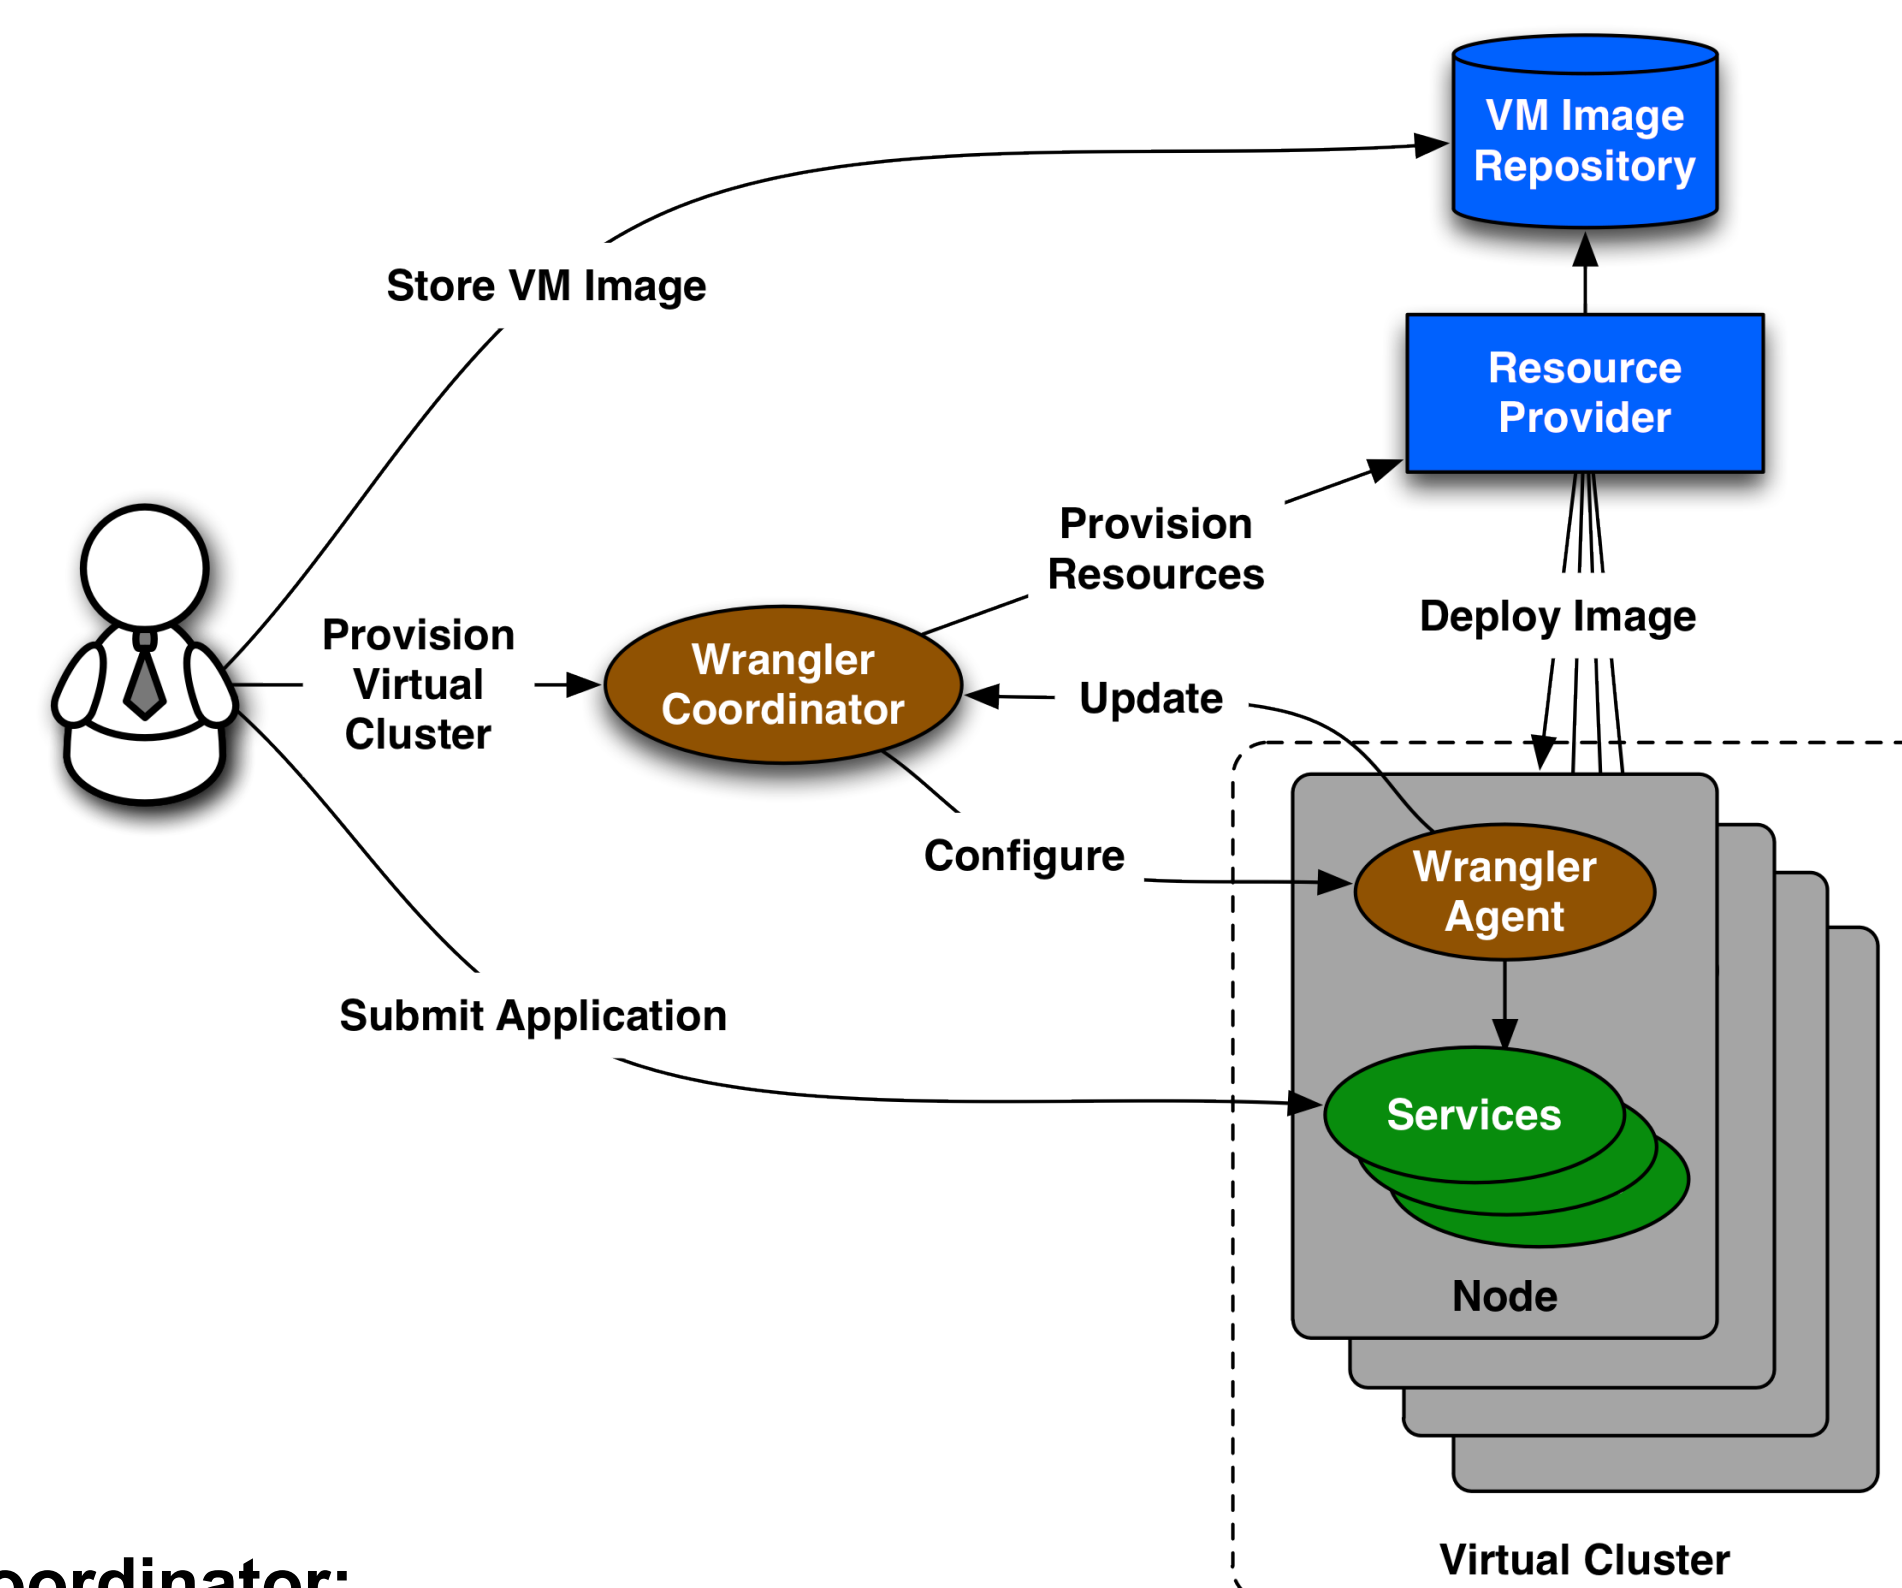 VM Image
Repository
Store VM Image
Resource
Provider
Provision
Resources
Deploy Image
Provision
Virtual
Cluster
Wrangler
Coordinator
Update
Configure
Wrangler
Agent
Submit Application
Services
Node
Virtual Cluster
oordinator: